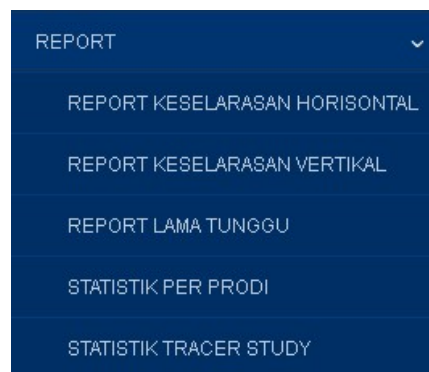 REPORT
REPORT KESELARASAN HORISONTAL
REPORT KESELARASAN VERTIKAL
REPORT LAMA TUNGGU
STATISTIK PER PRODI
STATISTIK TRACER STUDY